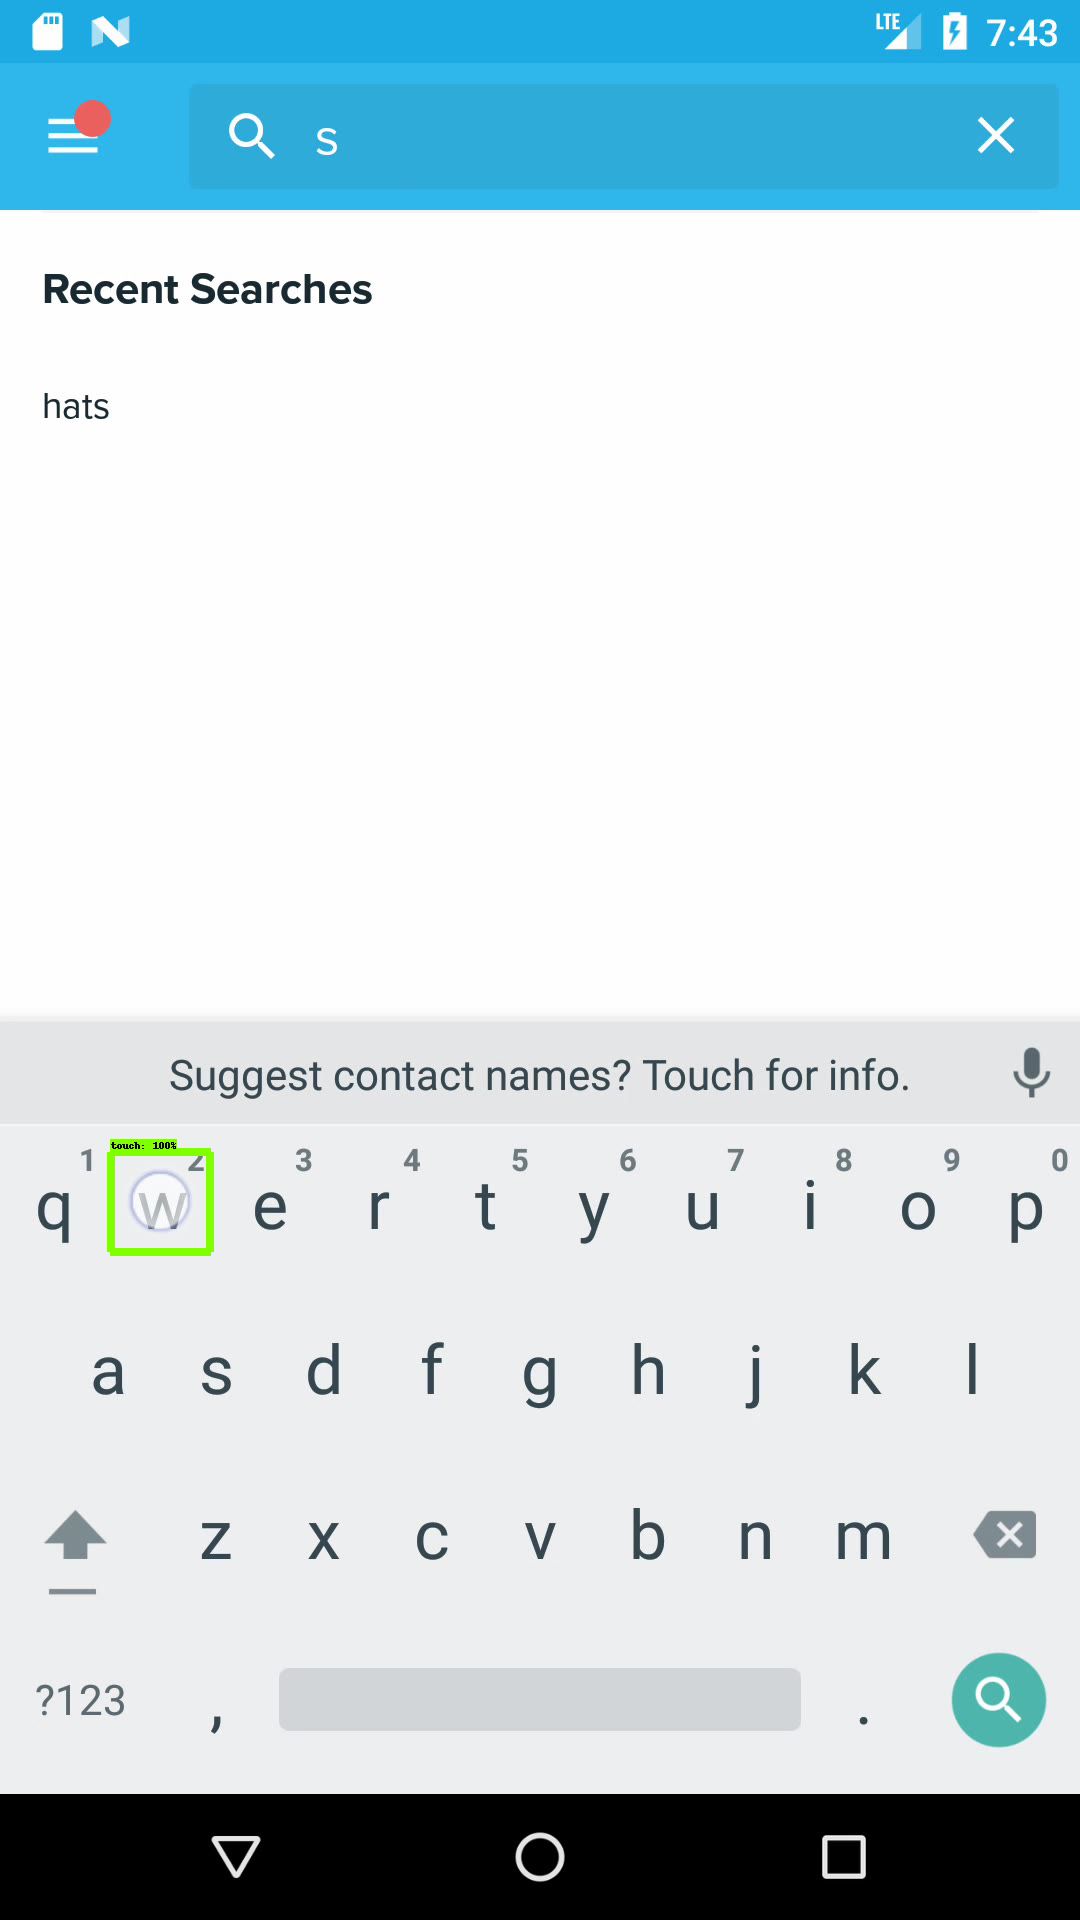 LTE 7:43
s
Recent Searches
hats
Suggest contact names? Touch for info.
touch: 100%
1 2 3 4 5 6 7 8 9 0
q w e r t y u i o p
a s d f g h j k l
z x c v b n m
?123 , .